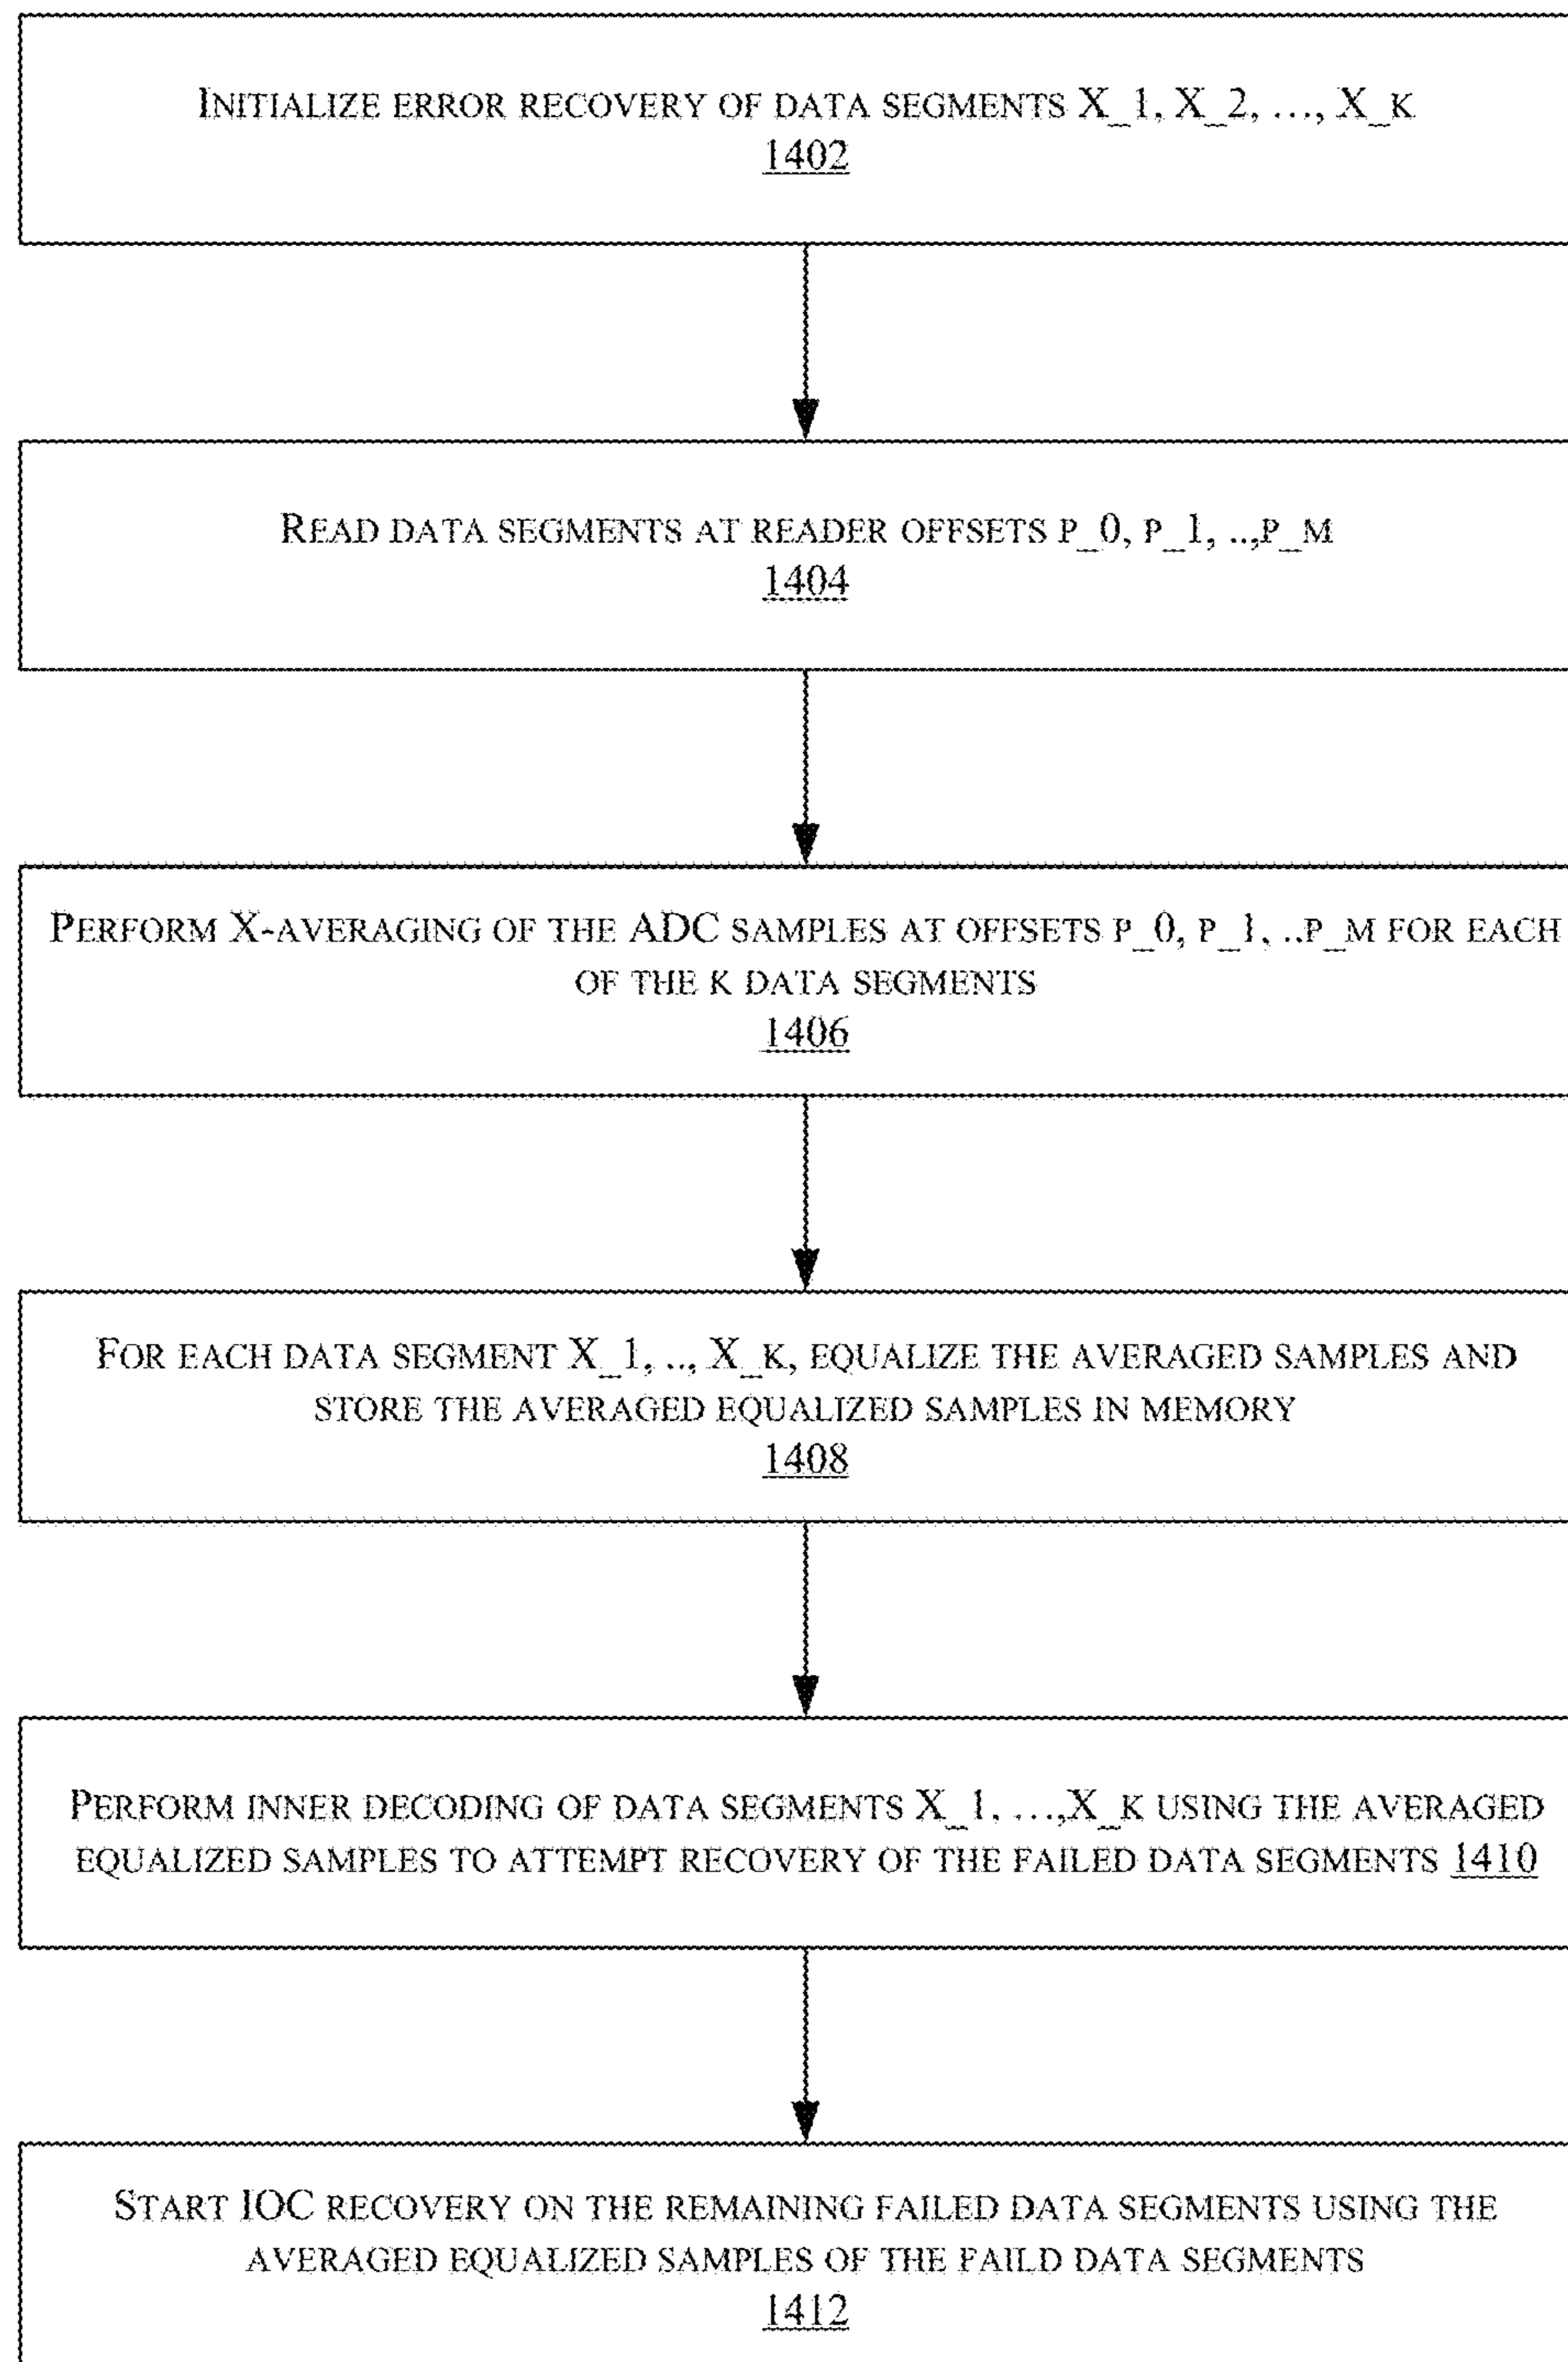 INITIALIZE ERROR RECOVERY OF DATA SEGMENTS X_1, X_2, ..., X_K
1402
READ DATA SEGMENTS AT READER OFFSETS P_0, P_1, ..,P_M
1404
PERFORM X-AVERAGING OF THE ADC SAMPLES AT OFFSETS P_0, P_1, ..P_M FOR EACH
OF THE K DATA SEGMENTS
1406
FOR EACH DATA SEGMENT X_1, .., X_K, EQUALIZE THE AVERAGED SAMPLES AND
STORE THE AVERAGED EQUALIZED SAMPLES IN MEMORY
1408
PERFORM INNER DECODING OF DATA SEGMENTS X_1, ...,X_K USING THE AVERAGED
EQUALIZED SAMPLES TO ATTEMPT RECOVERY OF THE FAILED DATA SEGMENTS 1410
START IOC RECOVERY ON THE REMAINING FAILED DATA SEGMENTS USING THE
AVERAGED EQUALIZED SAMPLES OF THE FAILD DATA SEGMENTS
1412